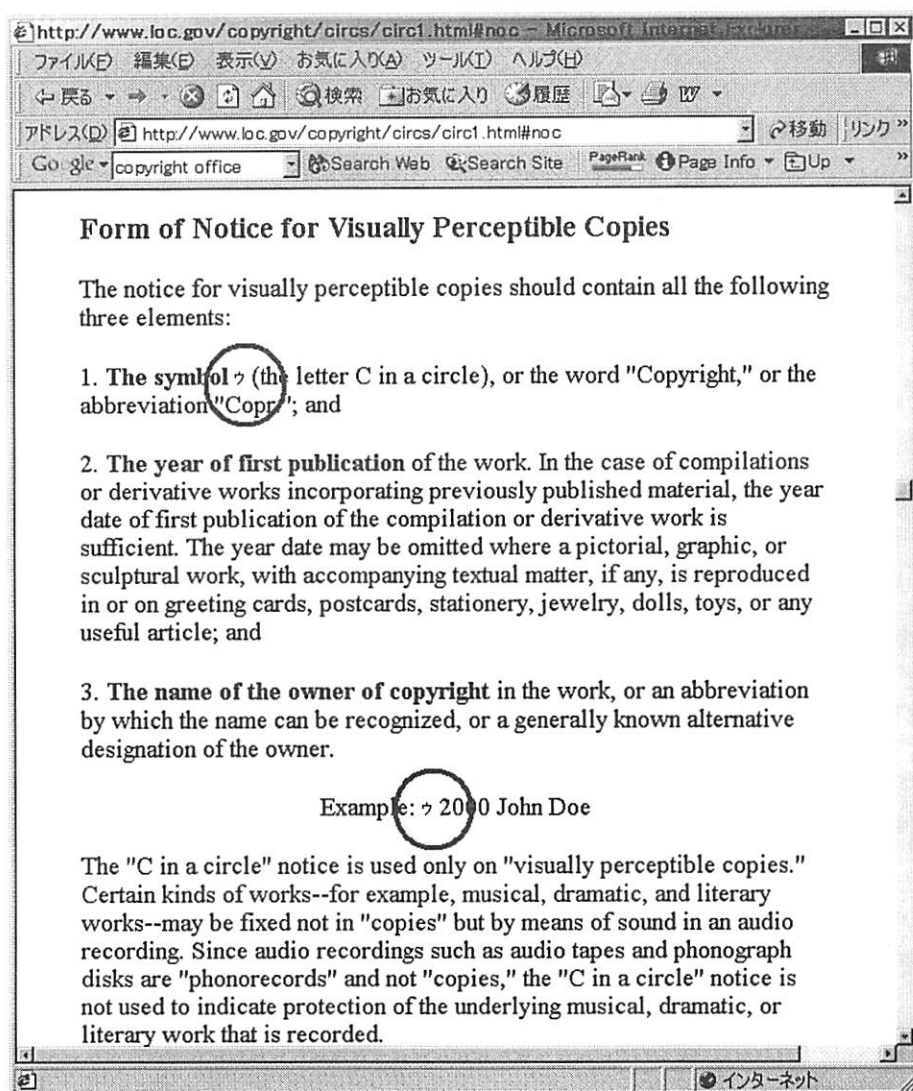 http://www.loc.gov/copyright/circs/circ1.html#noc - Microsoft Internet Explorer
ファイル(F) 編集(E) 表示(V) お気に入り(A) ツール(T) ヘルプ(H)
戻る 検索 お気に入り 履歴
アドレス(D) http://www.loc.gov/copyright/circs/circ1.html#noc 移動 リンク »
Google copyright office Search Web Search Site PageRank Page Info Up »
Form of Notice for Visually Perceptible Copies
The notice for visually perceptible copies should contain all the following
three elements:
1. The symbol ゥ (the letter C in a circle), or the word "Copyright," or the
abbreviation "Copr."; and
2. The year of first publication of the work. In the case of compilations
or derivative works incorporating previously published material, the year
date of first publication of the compilation or derivative work is
sufficient. The year date may be omitted where a pictorial, graphic, or
sculptural work, with accompanying textual matter, if any, is reproduced
in or on greeting cards, postcards, stationery, jewelry, dolls, toys, or any
useful article; and
3. The name of the owner of copyright in the work, or an abbreviation
by which the name can be recognized, or a generally known alternative
designation of the owner.
Example: ゥ 2000 John Doe
The "C in a circle" notice is used only on "visually perceptible copies."
Certain kinds of works--for example, musical, dramatic, and literary
works--may be fixed not in "copies" but by means of sound in an audio
recording. Since audio recordings such as audio tapes and phonograph
disks are "phonorecords" and not "copies," the "C in a circle" notice is
not used to indicate protection of the underlying musical, dramatic, or
literary work that is recorded.
インターネット